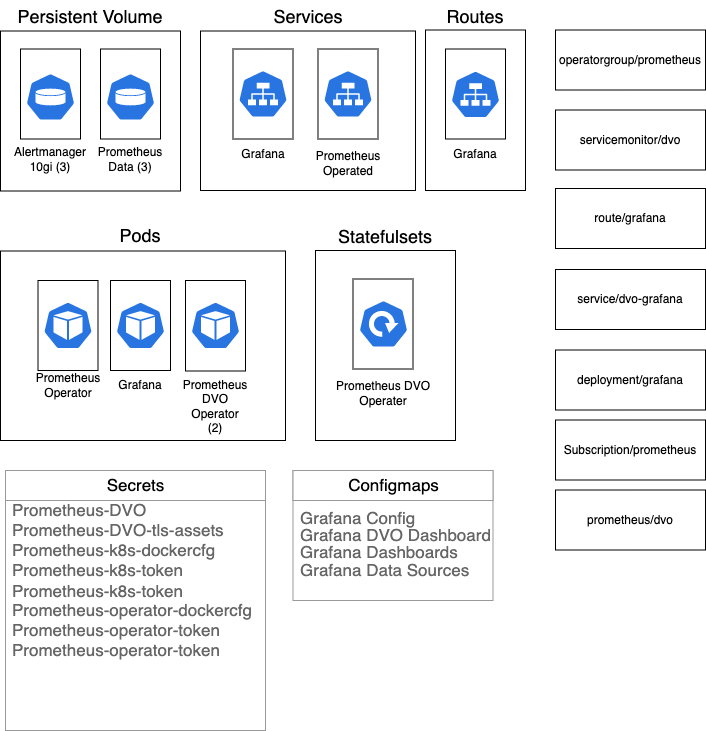 Persistent Volume
Alertmanager
10gi (3)
Prometheus
Data (3)
Services
Grafana
Prometheus
Operated
Routes
Grafana
Pods
Prometheus
Operator
Grafana
Prometheus
DVO
Operator
(2)
Statefulsets
Prometheus DVO
Operater
Secrets
Prometheus-DVO
Prometheus-DVO-tls-assets
Prometheus-k8s-dockercfg
Prometheus-k8s-token
Prometheus-k8s-token
Prometheus-operator-dockercfg
Prometheus-operator-token
Prometheus-operator-token
Configmaps
Grafana Config
Grafana DVO Dashboard
Grafana Dashboards
Grafana Data Sources
operatorgroup/prometheus
servicemonitor/dvo
route/grafana
service/dvo-grafana
deployment/grafana
Subscription/prometheus
prometheus/dvo